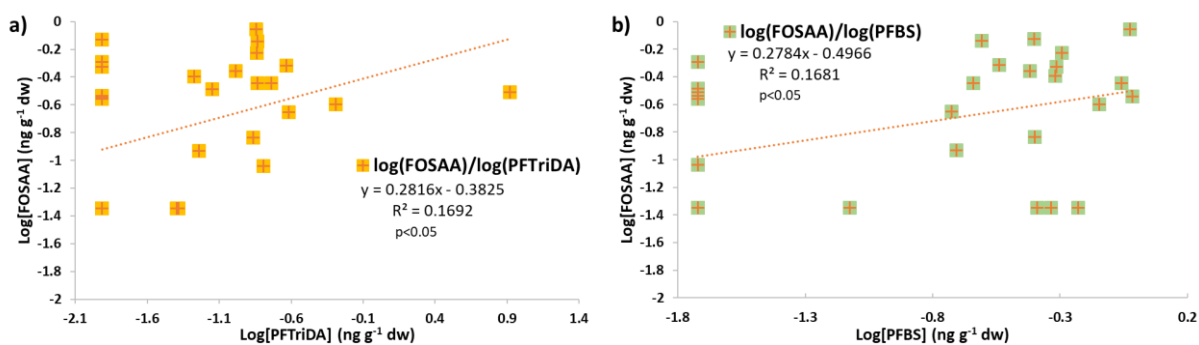 a)
Log[FOSAA] (ng g⁻¹ dw)
0
-0.2
-0.4
-0.6
-0.8
-1
-1.2
-1.4
-1.6
-1.8
-2
log(FOSAA)/log(PFTriDA)
y = 0.2816x - 0.3825
R² = 0.1692
p<0.05
-2.1 -1.6 -1.1 -0.6 -0.1 0.4 0.9 1.4
Log[PFTriDA] (ng g⁻¹ dw)
b)
Log[FOSAA] (ng g⁻¹ dw)
0
-0.2
-0.4
-0.6
-0.8
-1
-1.2
-1.4
-1.6
-1.8
-2
log(FOSAA)/log(PFBS)
y = 0.2784x - 0.4966
R² = 0.1681
p<0.05
-1.8 -0.8 -0.3 0.2
Log[PFBS] (ng g⁻¹ dw)